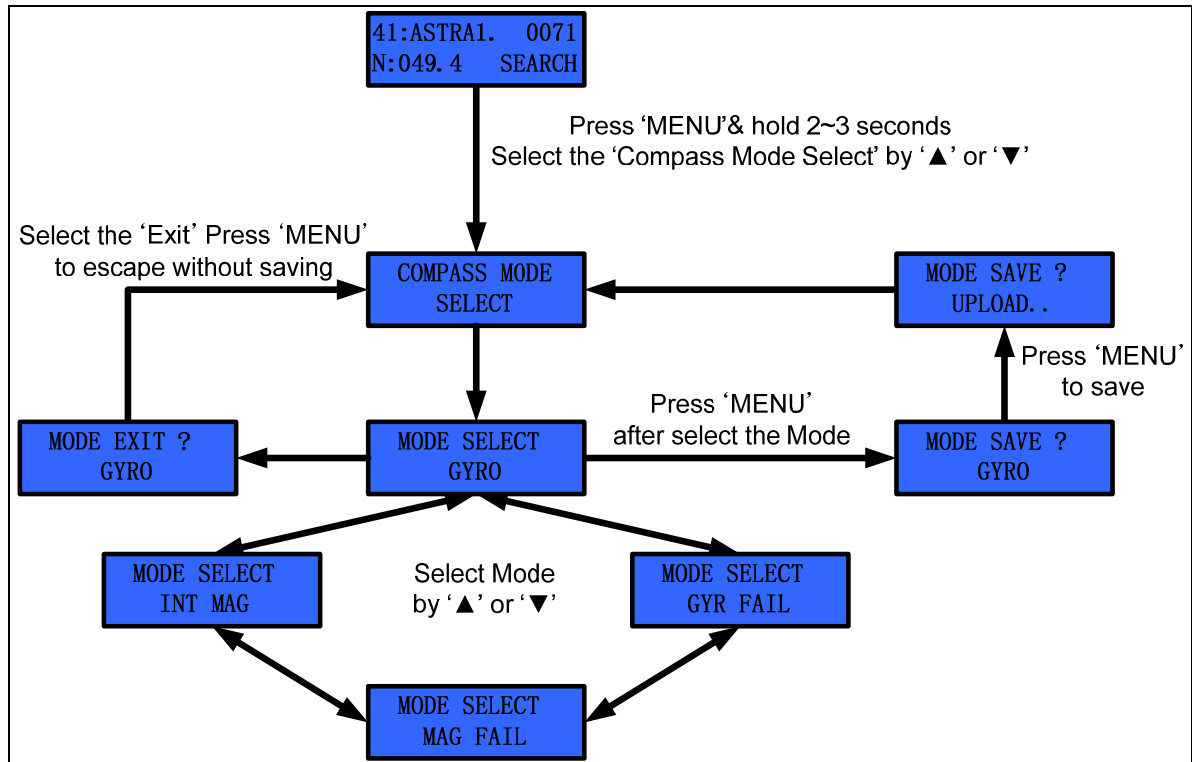 41:ASTRA1. 0071
N:049.4 SEARCH
Press ‘MENU’& hold 2~3 seconds
Select the ‘Compass Mode Select’ by ‘▲’ or ‘▼’
Select the ‘Exit’ Press ‘MENU’
to escape without saving
COMPASS MODE
SELECT
MODE SAVE ?
UPLOAD..
Press ‘MENU’
to save
MODE EXIT ?
GYRO
MODE SELECT
GYRO
Press ‘MENU’
after select the Mode
MODE SAVE ?
GYRO
MODE SELECT
INT MAG
Select Mode
by ‘▲’ or ‘▼’
MODE SELECT
GYR FAIL
MODE SELECT
MAG FAIL